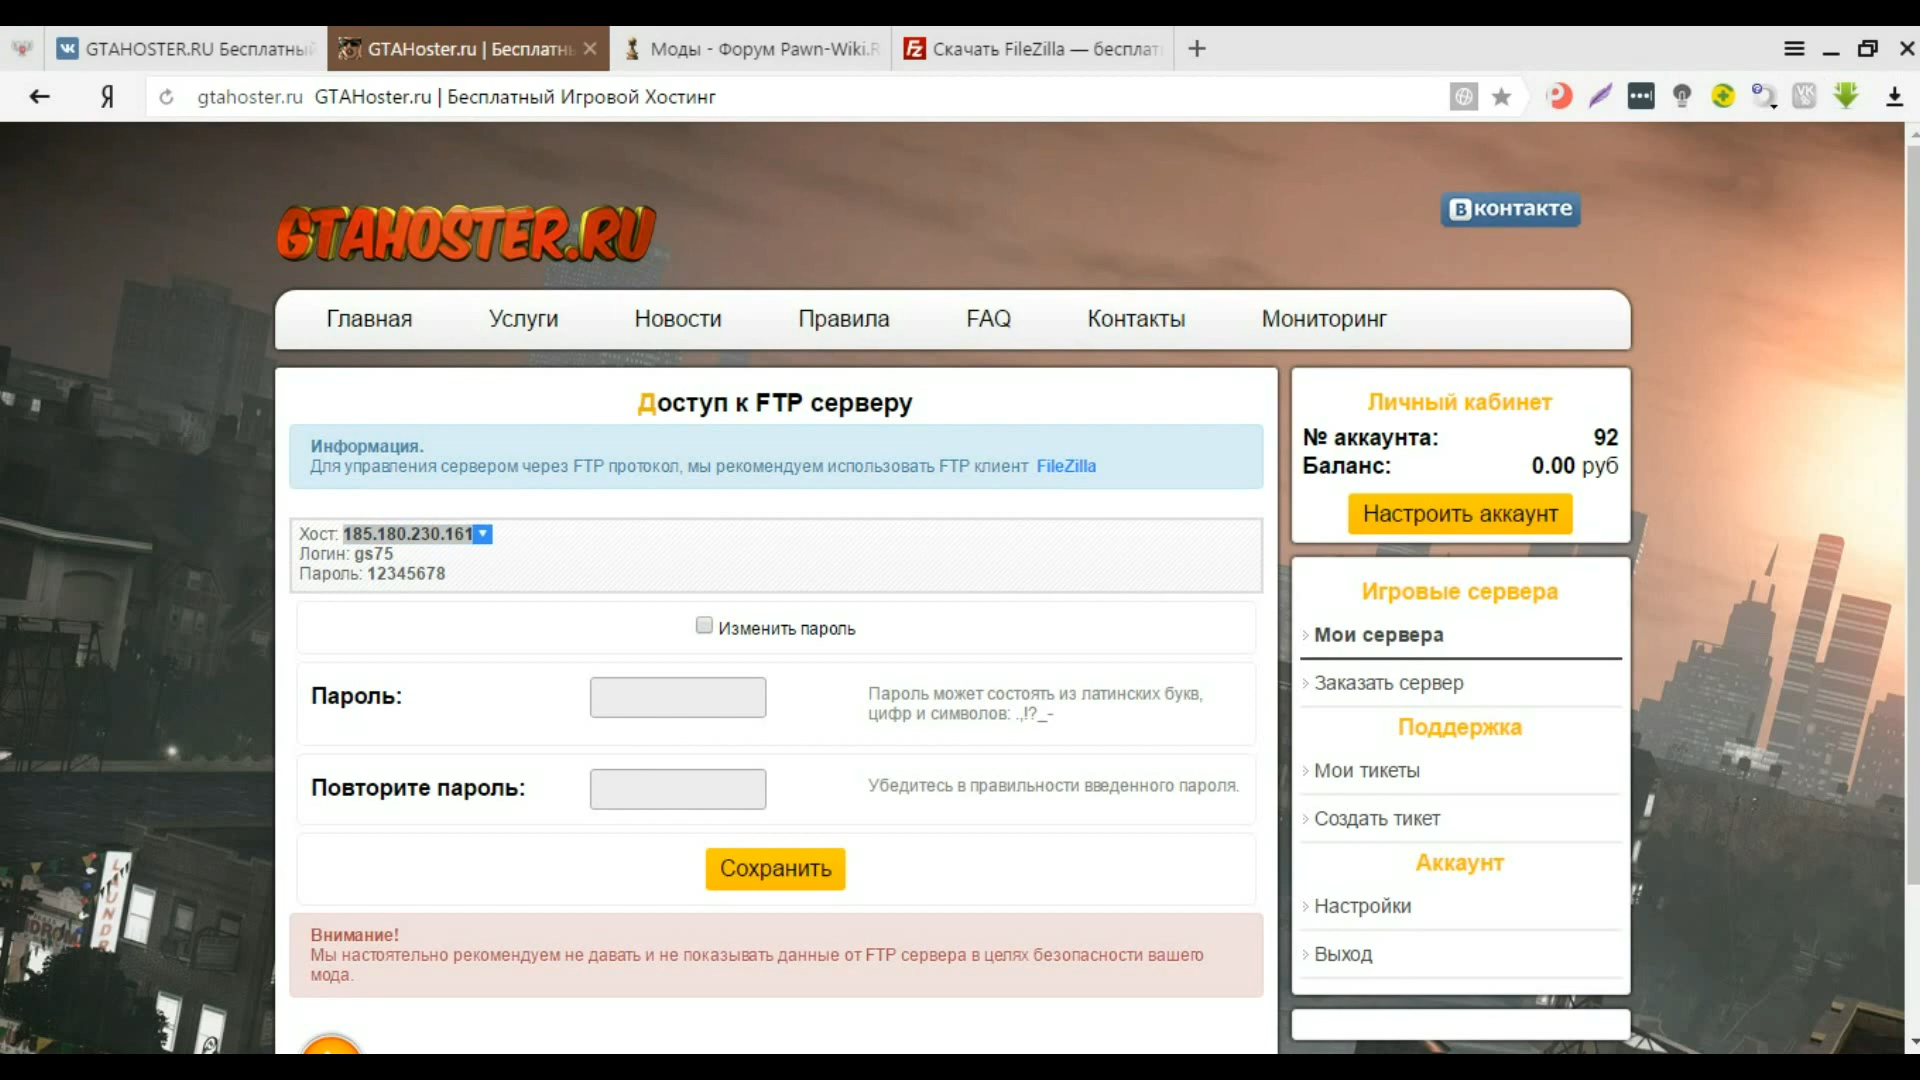 GTAHOSTER.RU Бесплатный
GTAHoster.ru | Бесплатнь
Моды - Форум Pawn-Wiki.R
Скачать FileZilla — бесплат
gtahoster.ru GTAHoster.ru | Бесплатный Игровой Хостинг
GTAHOSTER.RU
В контакте
Главная Услуги Новости Правила FAQ Контакты Мониторинг
Доступ к FTP серверу
Информация.
Для управления сервером через FTP протокол, мы рекомендуем использовать FTP клиент FileZilla
Хост: 185.180.230.161
Логин: gs75
Пароль: 12345678
Изменить пароль
Пароль:
Пароль может состоять из латинских букв,
цифр и символов: .,!?_-
Повторите пароль:
Убедитесь в правильности введенного пароля.
Сохранить
Внимание!
Мы настоятельно рекомендуем не давать и не показывать данные от FTP сервера в целях безопасности вашего
мода.
Личный кабинет
№ аккаунта: 92
Баланс: 0.00 руб
Настроить аккаунт
Игровые сервера
Мои сервера
Заказать сервер
Поддержка
Мои тикеты
Создать тикет
Аккаунт
Настройки
Выход